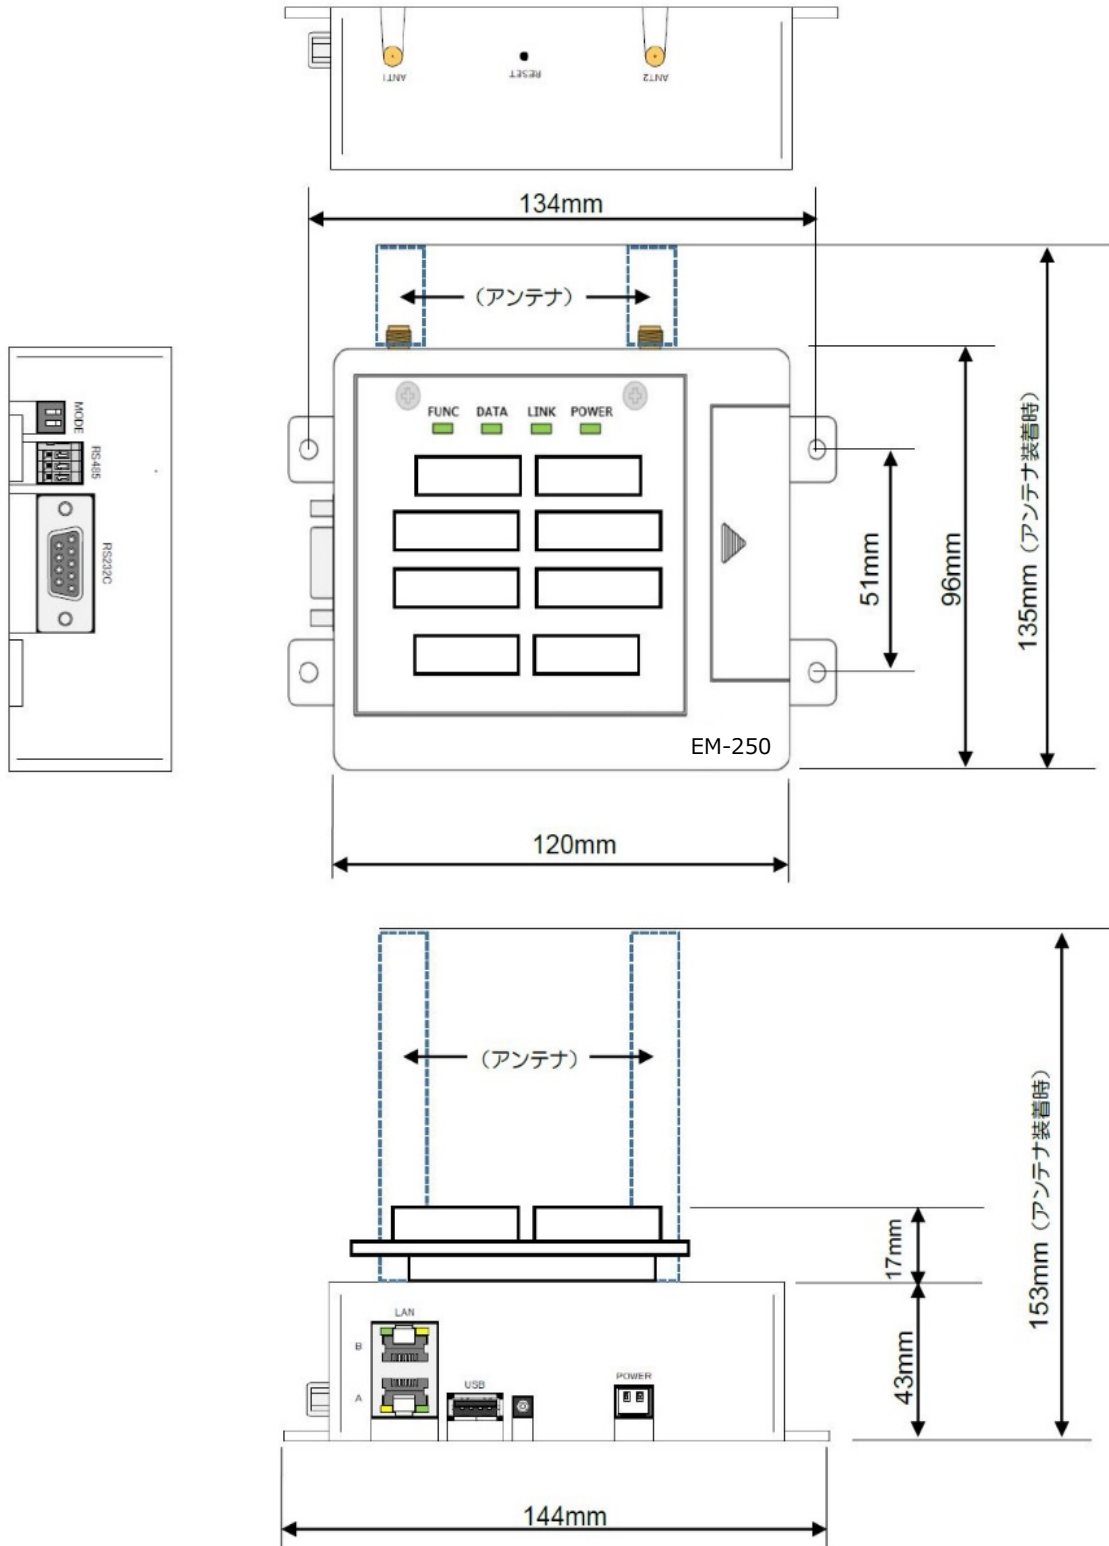 ANT1
RESET
ANT2
134mm
（アンテナ）
MODE
RS485
RS232C
FUNC DATA LINK POWER
51mm
96mm
135mm（アンテナ装着時）
EM-250
120mm
（アンテナ）
17mm
43mm
153mm（アンテナ装着時）
LAN
B
A
USB
POWER
144mm